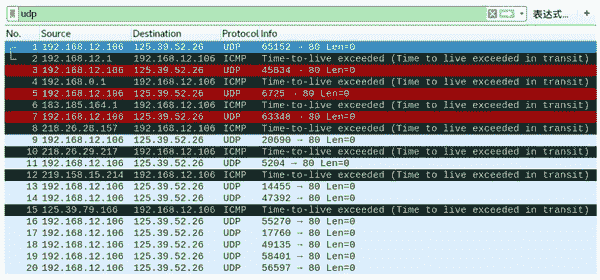 udp 表达式… +
No. Source Destination Protocol Info
1 192.168.12.106 125.39.52.26 UDP 65152 → 80 Len=0
2 192.168.12.1 192.168.12.106 ICMP Time-to-live exceeded (Time to live exceeded in transit)
3 192.168.12.106 125.39.52.26 UDP 45834 → 80 Len=0
4 192.168.0.1 192.168.12.106 ICMP Time-to-live exceeded (Time to live exceeded in transit)
5 192.168.12.106 125.39.52.26 UDP 6725 → 80 Len=0
6 183.185.164.1 192.168.12.106 ICMP Time-to-live exceeded (Time to live exceeded in transit)
7 192.168.12.106 125.39.52.26 UDP 63348 → 80 Len=0
8 218.26.28.157 192.168.12.106 ICMP Time-to-live exceeded (Time to live exceeded in transit)
9 192.168.12.106 125.39.52.26 UDP 20690 → 80 Len=0
10 218.26.29.217 192.168.12.106 ICMP Time-to-live exceeded (Time to live exceeded in transit)
11 192.168.12.106 125.39.52.26 UDP 5204 → 80 Len=0
12 219.158.15.214 192.168.12.106 ICMP Time-to-live exceeded (Time to live exceeded in transit)
13 192.168.12.106 125.39.52.26 UDP 14455 → 80 Len=0
14 192.168.12.106 125.39.52.26 UDP 47392 → 80 Len=0
15 125.39.79.166 192.168.12.106 ICMP Time-to-live exceeded (Time to live exceeded in transit)
16 192.168.12.106 125.39.52.26 UDP 55270 → 80 Len=0
17 192.168.12.106 125.39.52.26 UDP 17760 → 80 Len=0
18 192.168.12.106 125.39.52.26 UDP 49135 → 80 Len=0
19 192.168.12.106 125.39.52.26 UDP 58401 → 80 Len=0
20 192.168.12.106 125.39.52.26 UDP 56597 → 80 Len=0